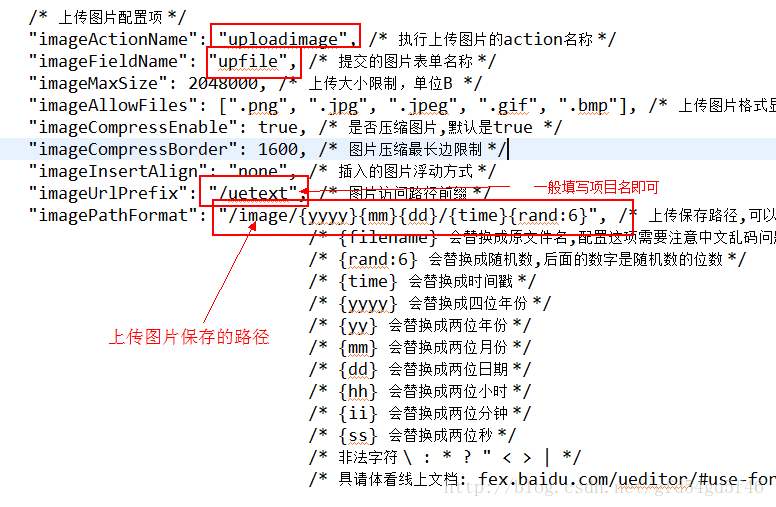 /* 上传图片配置项 */
"imageActionName": "uploadimage", /* 执行上传图片的action名称 */
"imageFieldName": "upfile", /* 提交的图片表单名称 */
"imageMaxSize": 2048000, /* 上传大小限制，单位B */
"imageAllowFiles": [".png", ".jpg", ".jpeg", ".gif", ".bmp"], /* 上传图片格式显
"imageCompressEnable": true, /* 是否压缩图片,默认是true */
"imageCompressBorder": 1600, /* 图片压缩最长边限制 */
"imageInsertAlign": "none", /* 插入的图片浮动方式 */
"imageUrlPrefix": "/uetext", /* 图片访问路径前缀 */ 一般填写项目名即可
"imagePathFormat": "/image/{yyyy}{mm}{dd}/{time}{rand:6}", /* 上传保存路径,可以
/* {filename} 会替换成原文件名,配置这项需要注意中文乱码问题
/* {rand:6} 会替换成随机数,后面的数字是随机数的位数 */
/* {time} 会替换成时间戳 */
/* {yyyy} 会替换成四位年份 */
/* {yy} 会替换成两位年份 */
上传图片保存的路径
/* {mm} 会替换成两位月份 */
/* {dd} 会替换成两位日期 */
/* {hh} 会替换成两位小时 */
/* {ii} 会替换成两位分钟 */
/* {ss} 会替换成两位秒 */
/* 非法字符 \ : * ? " < > | */
/* 具请体看线上文档: fex.baidu.com/ueditor/#use-for